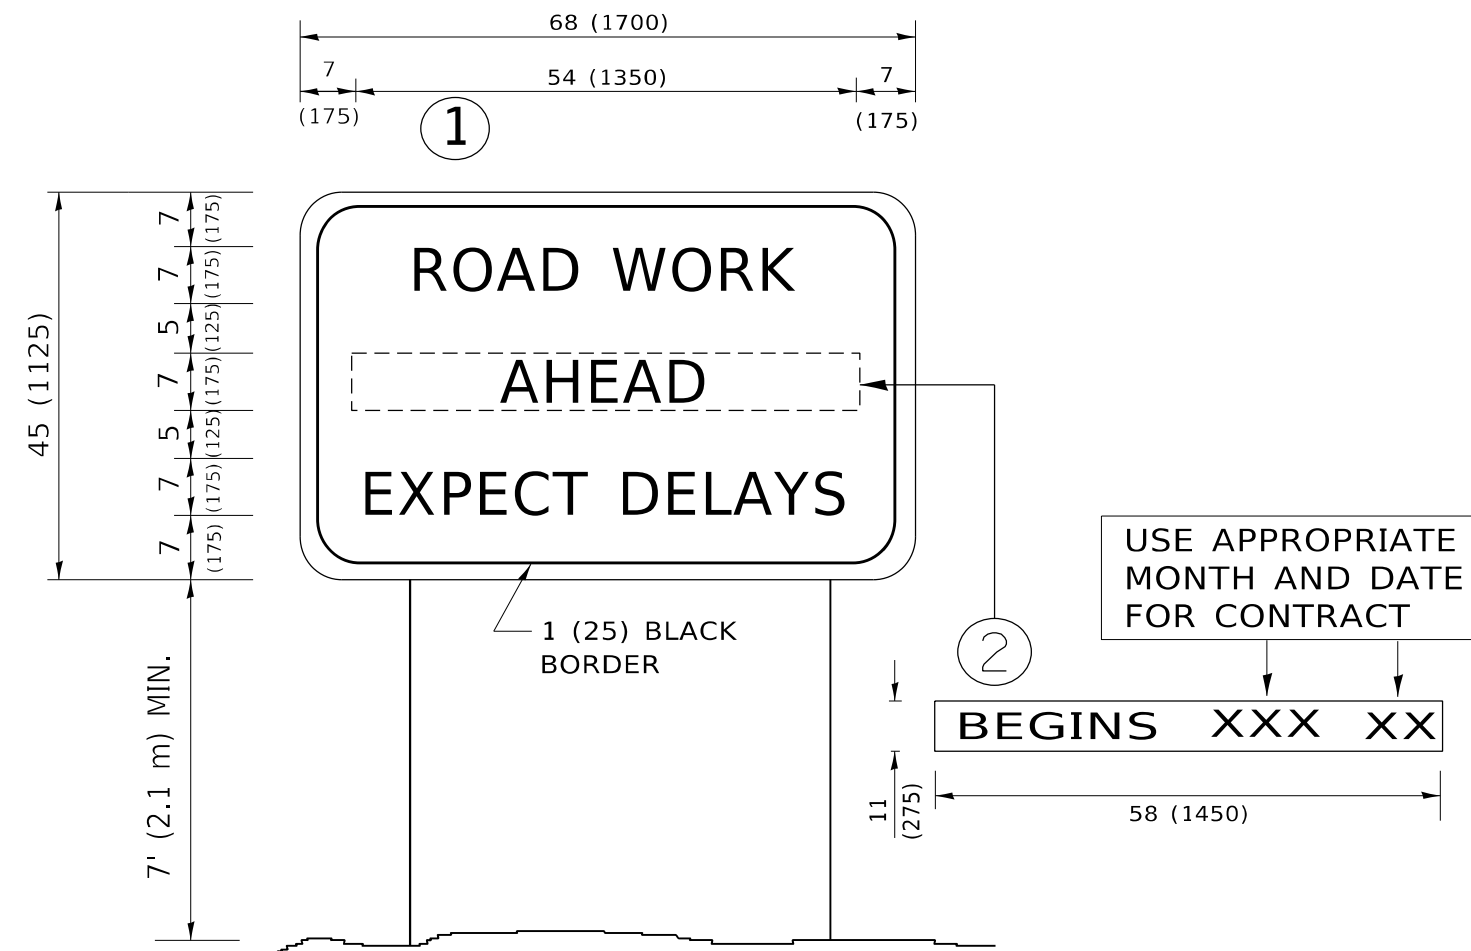 68 (1700)
7
54 (1350)
7
(175)
(175)
1
7
(175)
7
(175)
5
(125)
7
(175)
5
(125)
7
(175)
7
(175)
45 (1125)
ROAD WORK
AHEAD
EXPECT DELAYS
1 (25) BLACK
BORDER
7' (2.1 m) MIN.
USE APPROPRIATE
MONTH AND DATE
FOR CONTRACT
2
BEGINS XXX XX
11
(275)
58 (1450)